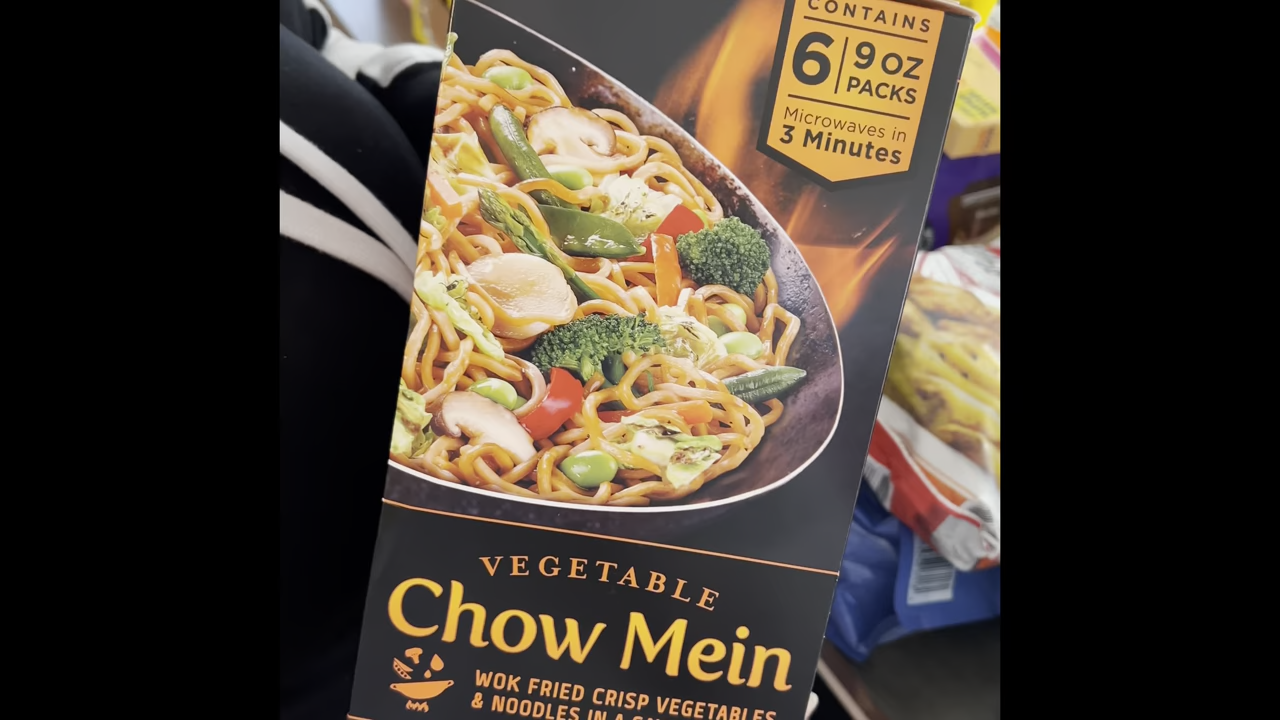 CONTAINS
6 9 OZ
PACKS
Microwaves in
3 Minutes
VEGETABLE
Chow Mein
WOK FRIED CRISP VEGETABLES
& NOODLES IN A